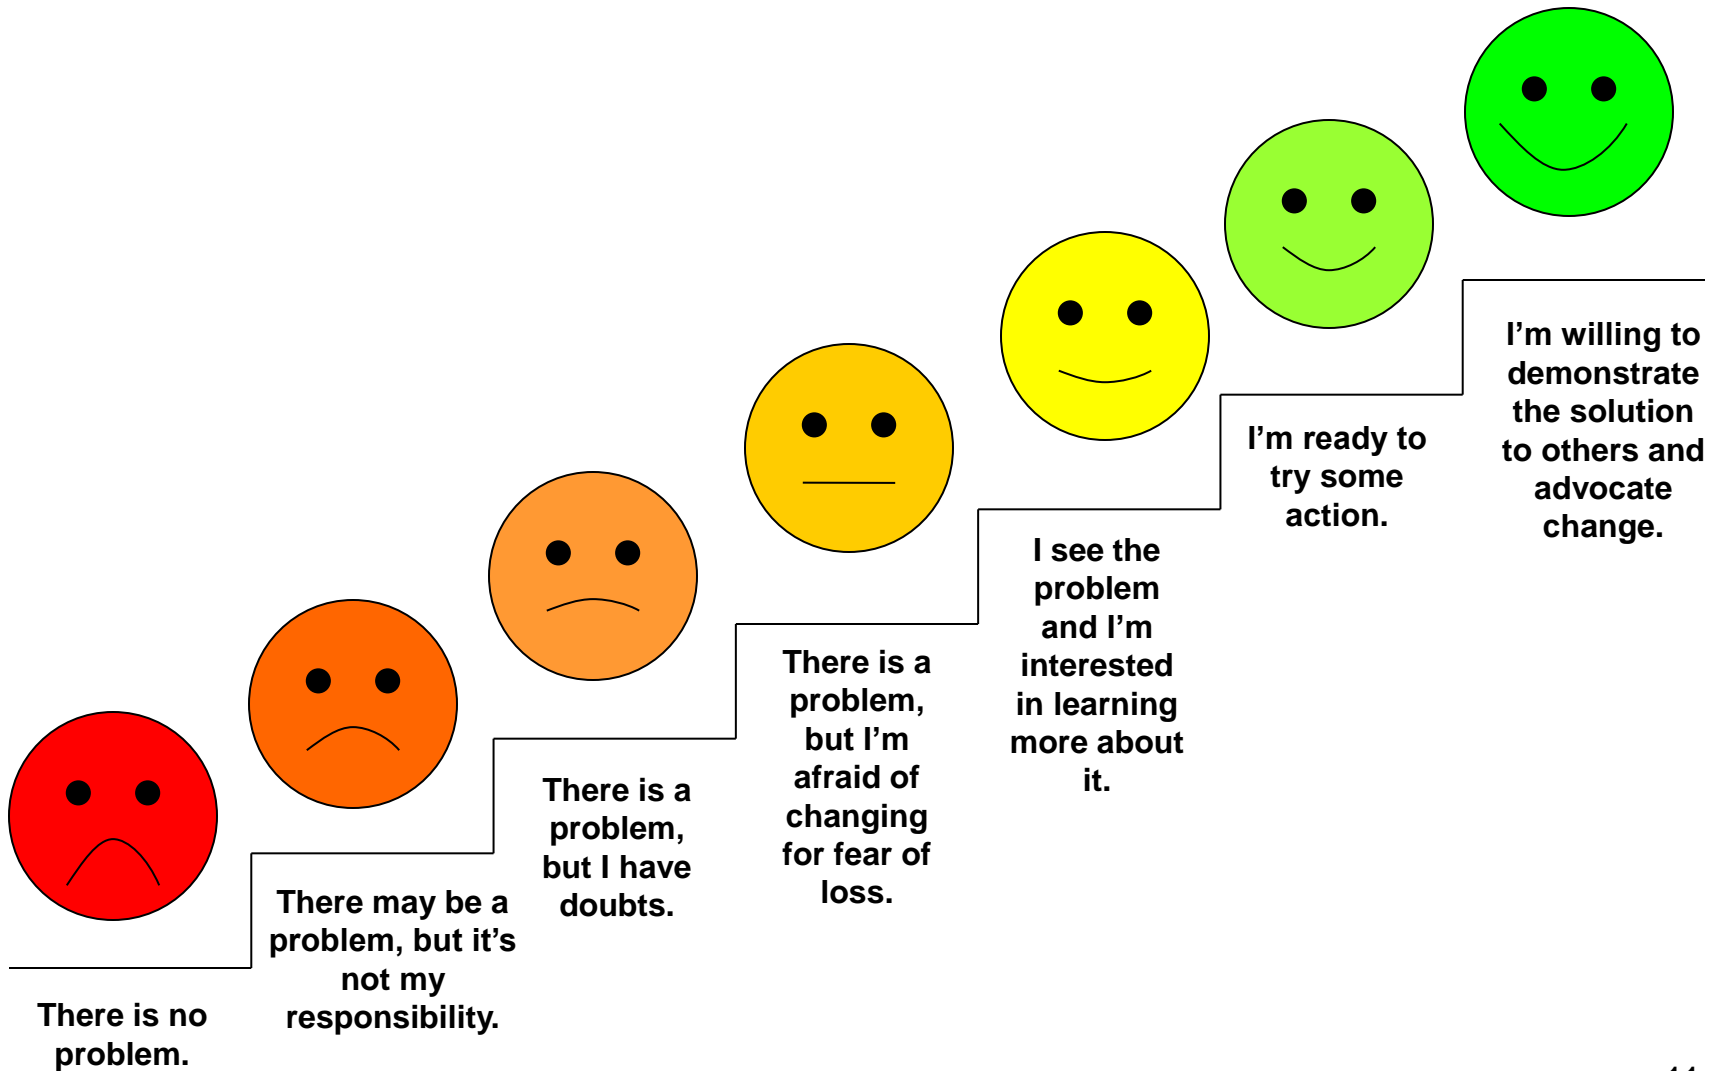 There is no
problem.
There may be a
problem, but it’s
not my
responsibility.
There is a
problem,
but I have
doubts.
There is a
problem,
but I’m
afraid of
changing
for fear of
loss.
I see the
problem
and I’m
interested
in learning
more about
it.
I’m ready to
try some
action.
I’m willing to
demonstrate
the solution
to others and
advocate
change.